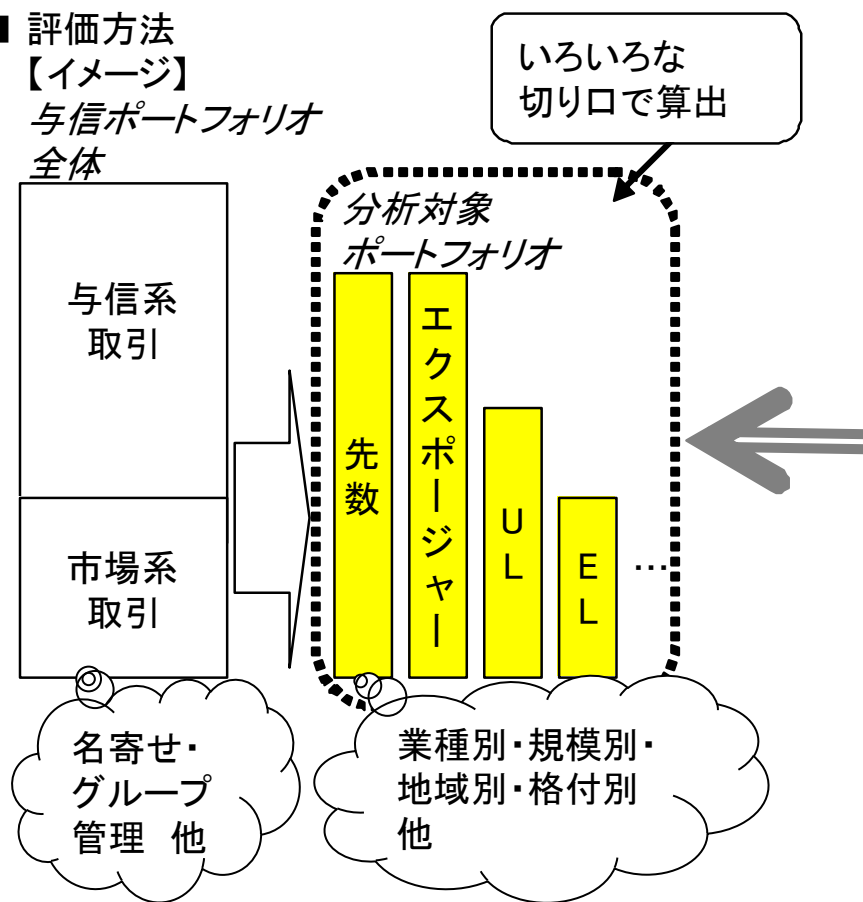 ■ 評価方法
【イメージ】
与信ポートフォリオ
全体
いろいろな
切り口で算出
分析対象
ポートフォリオ
与信系
取引
市場系
取引
先数
エクスポージャー
UL
EL
…
名寄せ・
グループ
管理 他
業種別・規模別・
地域別・格付別
他